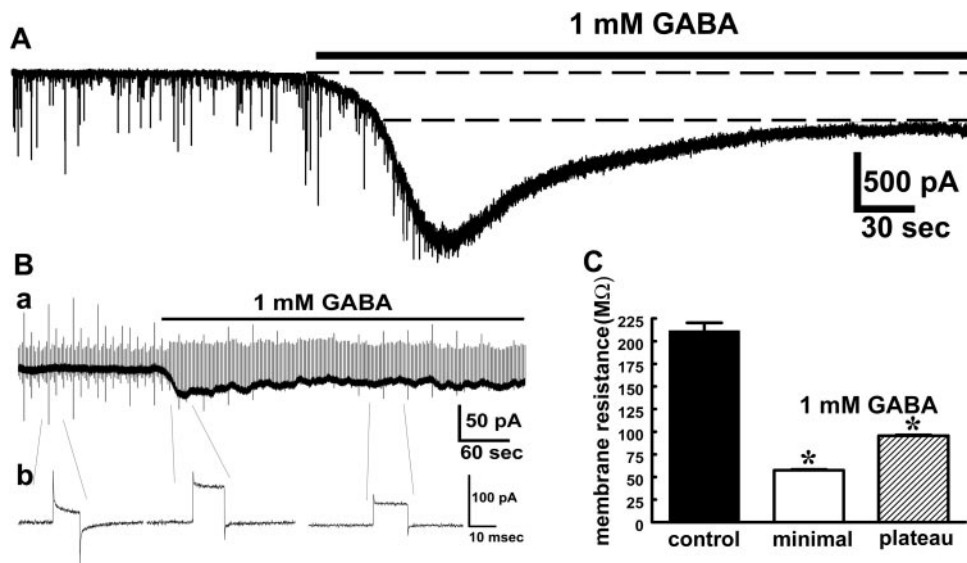 A
1 mM GABA
500 pA
30 sec
B
a
1 mM GABA
50 pA
60 sec
b
100 pA
10 msec
C
membrane resistance(MΩ)
225
200
175
150
125
100
75
50
25
0
1 mM GABA
*
*
control
minimal
plateau